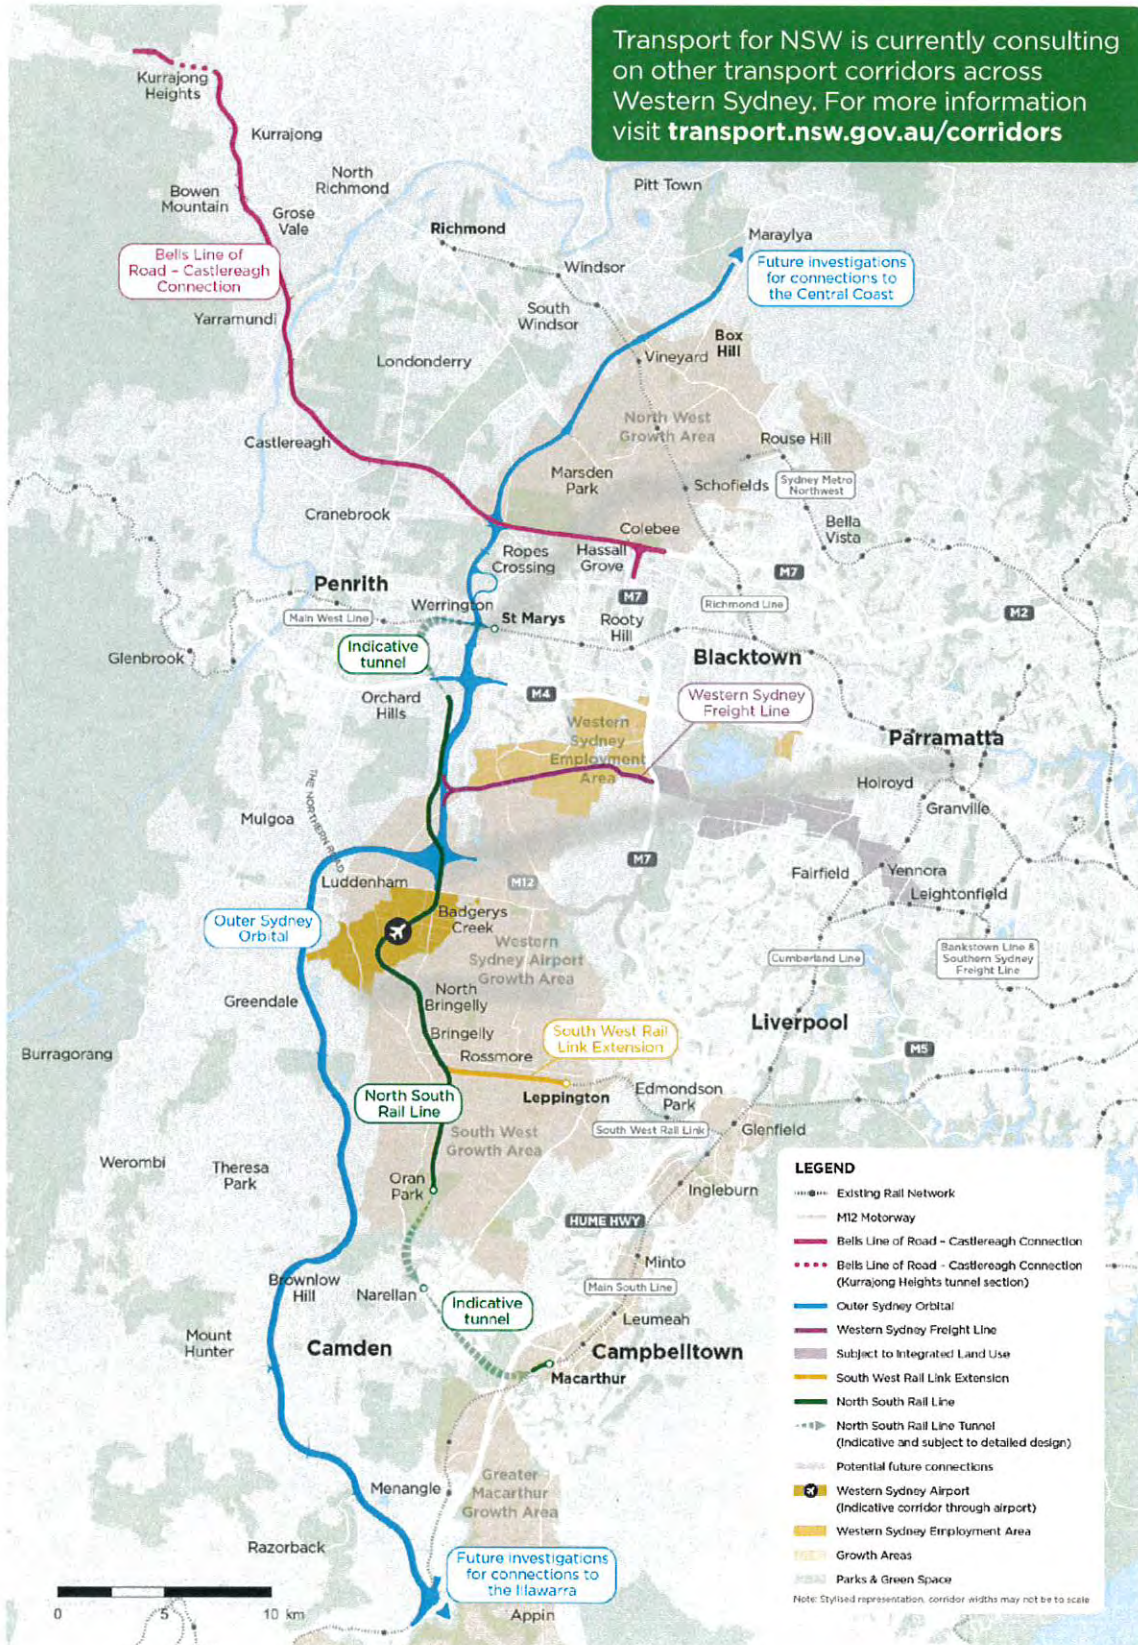 Transport for NSW is currently consulting
on other transport corridors across
Western Sydney. For more information
visit transport.nsw.gov.au/corridors
Kurrajong
Heights
Kurrajong
North
Richmond
Pitt Town
Bowen
Mountain
Grose
Vale
Richmond
Maraylya
Bells Line of
Road – Castlereagh
Connection
Windsor
Future investigations
for connections to
the Central Coast
Yarramundi
South
Windsor
Box
Hill
Vineyard
Londonderry
North West
Growth Area
Castlereagh
Rouse Hill
Marsden
Park
Schofields
Sydney Metro
Northwest
Cranebrook
Colebee
Bella
Vista
Ropes
Crossing
Hassall
Grove
Penrith
M7
M7
M2
Werrington
Main West Line
St Marys
Rooty
Hill
Richmond Line
Glenbrook
Indicative
tunnel
Blacktown
Orchard
Hills
M4
Western Sydney
Freight Line
Western
Sydney
Employment
Area
Parramatta
Holroyd
Granville
THE NORTHERN ROAD
Mulgoa
M7
Fairfield
Yennora
Luddenham
M12
Leightonfield
Outer Sydney
Orbital
Badgerys
Creek
Western
Sydney Airport
Growth Area
Cumberland Line
Bankstown Line &
Southern Sydney
Freight Line
Greendale
North
Bringelly
Liverpool
Bringelly
South West Rail
Link Extension
M5
Burragorang
Rossmore
Leppington
Edmondson
Park
North South
Rail Line
South West Rail Link
Glenfield
South West
Growth Area
Werombi
Theresa
Park
Oran
Park
Ingleburn
HUME HWY
Minto
Brownlow
Hill
Narellan
Main South Line
Indicative
tunnel
Leumeah
Mount
Hunter
Camden
Campbelltown
Macarthur
Menangle
Greater
Macarthur
Growth Area
Razorback
Future investigations
for connections to
the Illawarra
Appin
0 5 10 km
LEGEND
Existing Rail Network
M12 Motorway
Bells Line of Road – Castlereagh Connection
Bells Line of Road - Castlereagh Connection
(Kurrajong Heights tunnel section)
Outer Sydney Orbital
Western Sydney Freight Line
Subject to Integrated Land Use
South West Rail Link Extension
North South Rail Line
North South Rail Line Tunnel
(Indicative and subject to detailed design)
Potential future connections
Western Sydney Airport
(Indicative corridor through airport)
Western Sydney Employment Area
Growth Areas
Parks & Green Space
Note: Stylised representation, corridor widths may not be to scale